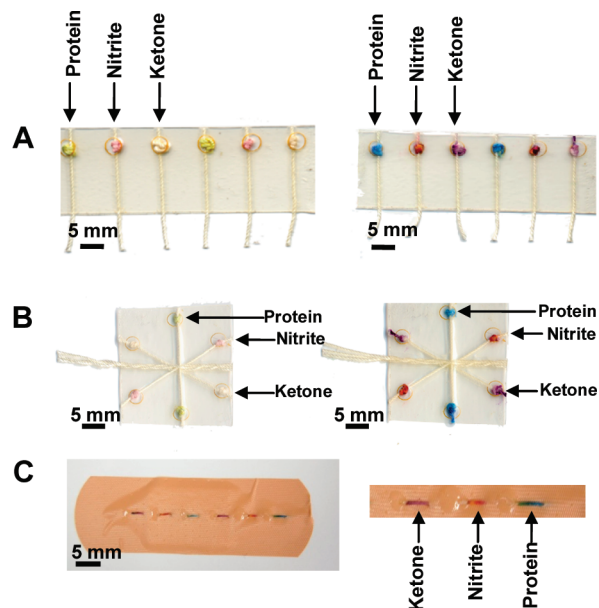 Protein
Nitrite
Ketone
Protein
Nitrite
Ketone
A
5 mm
5 mm
B
Protein
Nitrite
Ketone
5 mm
Protein
Nitrite
Ketone
5 mm
C
5 mm
Ketone
Nitrite
Protein